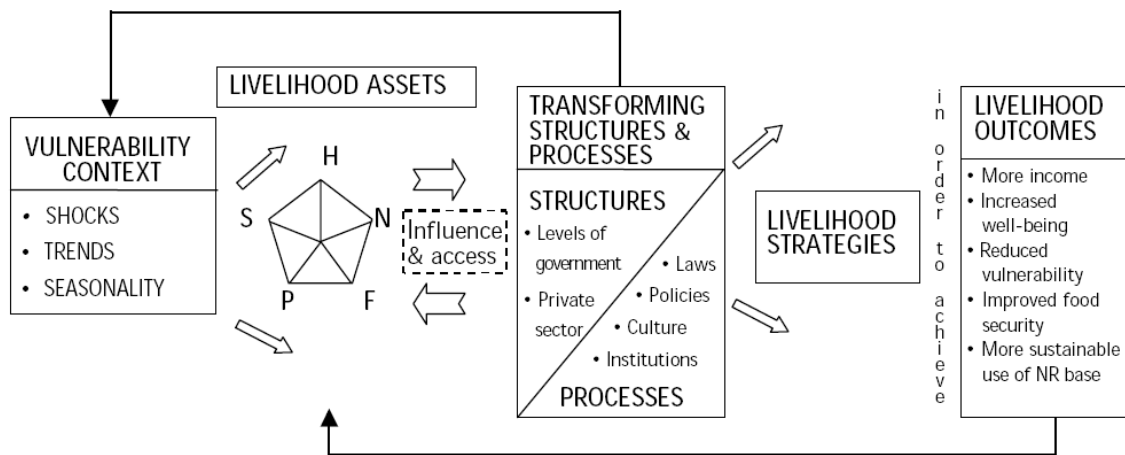 LIVELIHOOD ASSETS
VULNERABILITY
CONTEXT
• SHOCKS
• TRENDS
• SEASONALITY
H
S
N
P
F
Influence
& access
TRANSFORMING
STRUCTURES &
PROCESSES
STRUCTURES
• Levels of
government
• Private
sector
• Laws
• Policies
• Culture
• Institutions
PROCESSES
LIVELIHOOD
STRATEGIES
in order to achieve
LIVELIHOOD
OUTCOMES
• More income
• Increased
well-being
• Reduced
vulnerability
• Improved food
security
• More sustainable
use of NR base